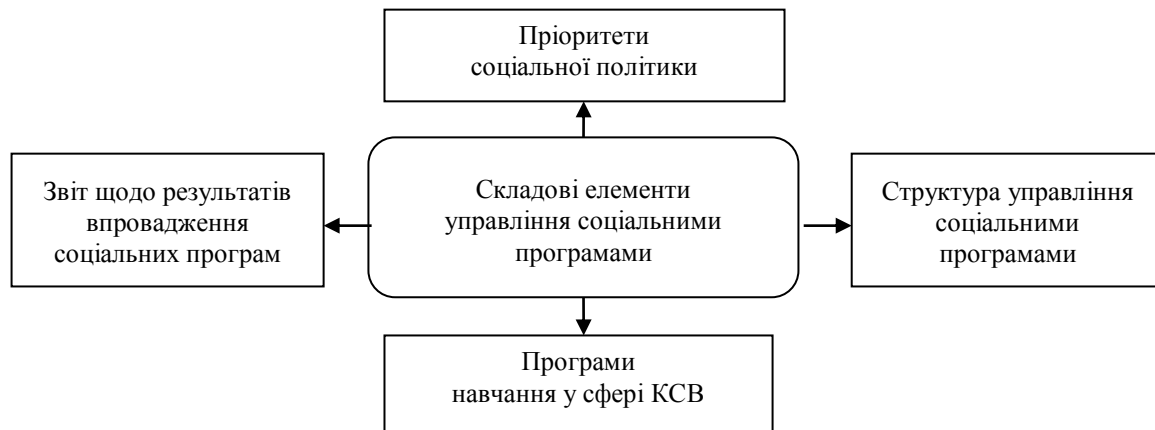 Пріоритети
соціальної політики
Звіт щодо результатів
впровадження
соціальних програм
Складові елементи
управління соціальними
програмами
Структура управління
соціальними
програмами
Програми
навчання у сфері КСВ